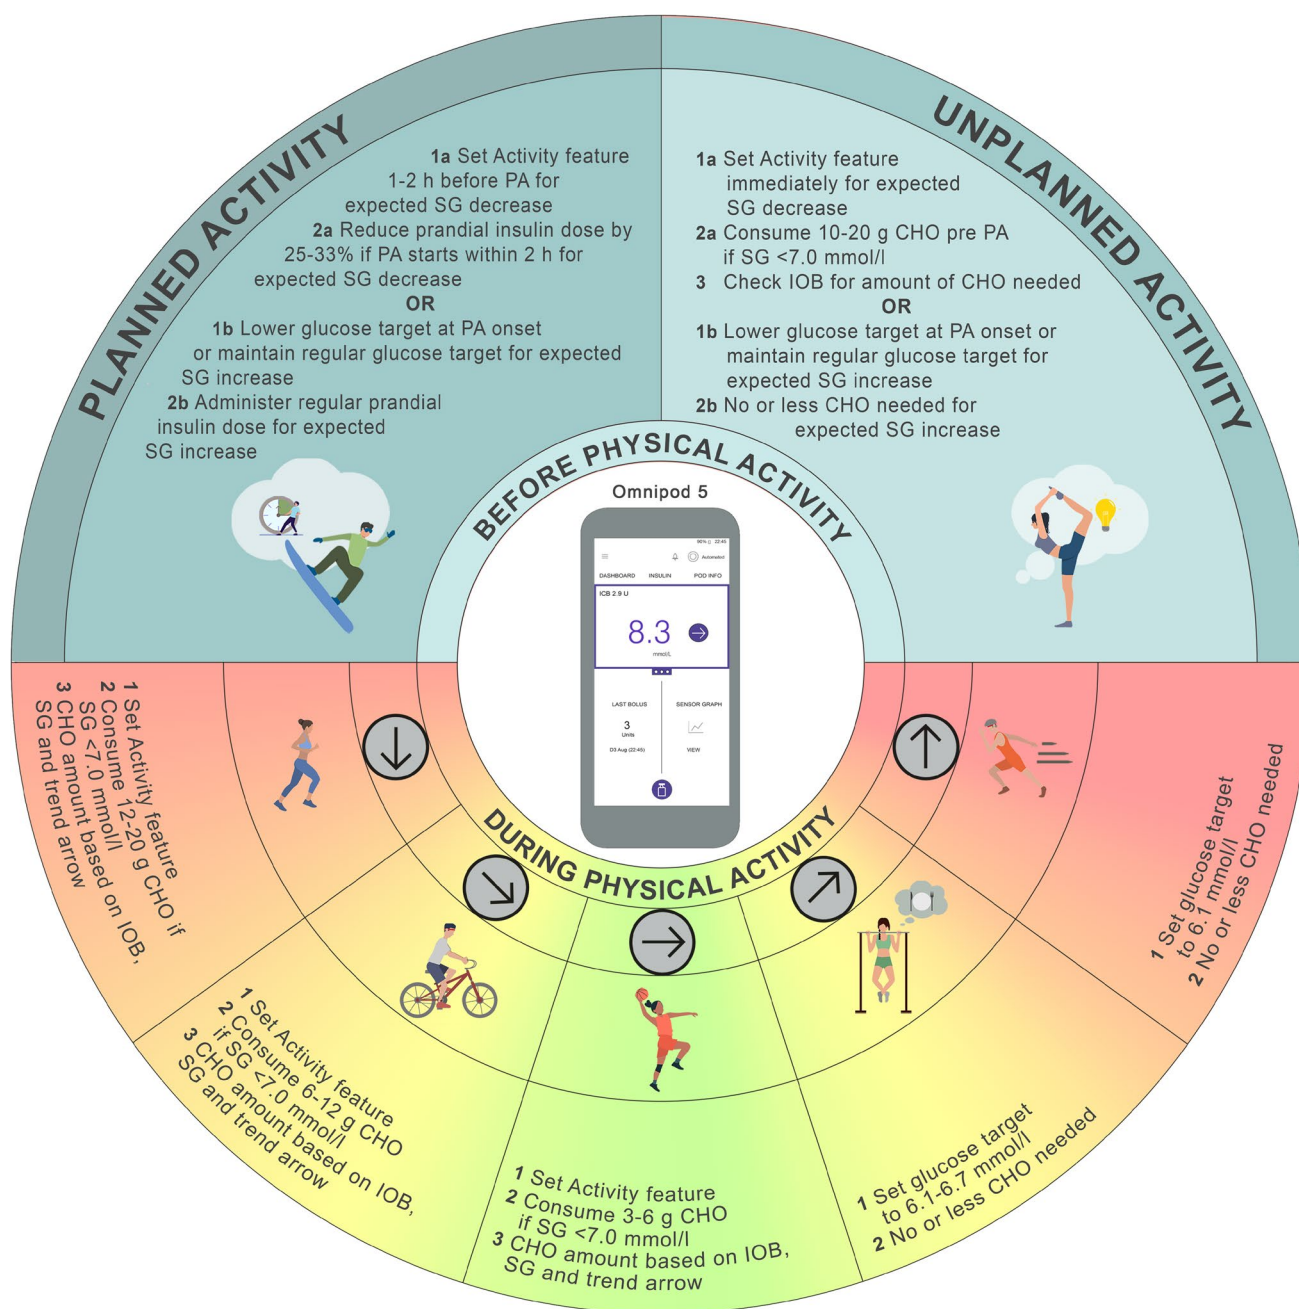 PLANNED ACTIVITY
1a Set Activity feature
1-2 h before PA for
expected SG decrease
2a Reduce prandial insulin dose by
25-33% if PA starts within 2 h for
expected SG decrease
OR
1b Lower glucose target at PA onset
or maintain regular glucose target for expected
SG increase
2b Administer regular prandial
insulin dose for expected
SG increase
UNPLANNED ACTIVITY
1a Set Activity feature
immediately for expected
SG decrease
2a Consume 10-20 g CHO pre PA
if SG <7.0 mmol/l
3 Check IOB for amount of CHO needed
OR
1b Lower glucose target at PA onset or
maintain regular glucose target for
expected SG increase
2b No or less CHO needed for
expected SG increase
BEFORE PHYSICAL ACTIVITY
Omnipod 5
95% 22:45
Automated
DASHBOARD INSULIN POD INFO
ICB 2.9 U
8.3
mmol/L
LAST BOLUS SENSOR GRAPH
3
Units
D3 Aug (22:45) VIEW
DURING PHYSICAL ACTIVITY
1 Set Activity feature
2 Consume 12-20 g CHO if
SG <7.0 mmol/l
3 CHO amount based on IOB,
SG and trend arrow
1 Set Activity feature
2 Consume 6-12 g CHO
if SG <7.0 mmol/l
3 CHO amount based on IOB,
SG and trend arrow
1 Set Activity feature
2 Consume 3-6 g CHO
if SG <7.0 mmol/l
3 CHO amount based on IOB,
SG and trend arrow
1 Set glucose target
to 6.1-6.7 mmol/l
2 No or less CHO needed
1 Set glucose target
to 6.1 mmol/l
2 No or less CHO needed